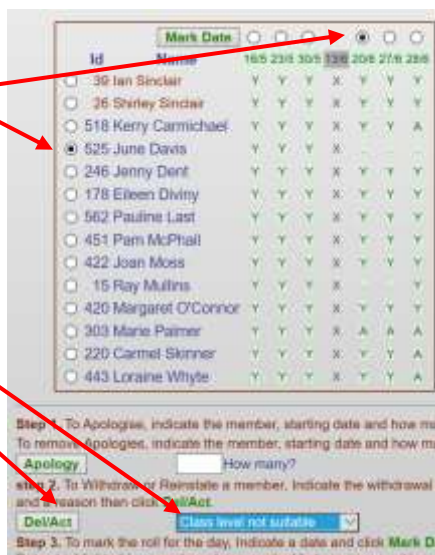 Mark Date
Id Name 16/5 23/5 30/5 13/6 20/6 27/6 28/6
39 Ian Sinclair Y Y Y X Y Y Y
26 Shirley Sinclair Y Y Y X Y Y Y
518 Kerry Carmichael Y Y Y X Y Y A
525 June Davis Y Y Y X
246 Jenny Dent Y Y Y X Y Y Y
178 Eileen Diviny Y Y Y X Y Y Y
562 Pauline Last Y Y Y X Y Y Y
451 Pam McPhail Y Y Y X Y Y Y
422 Joan Moss Y Y Y X Y Y Y
15 Ray Mullins Y Y Y X Y
420 Margaret O'Connor Y Y Y X Y Y Y
303 Marie Palmer Y Y Y X A A A
220 Carmel Skinner Y Y Y X Y Y A
443 Loraine Whyte Y Y Y X Y Y A
Step 1. To Apologise, indicate the member, starting date and how m
To remove Apologies, indicate the member, starting date and how m
Apology How many?
step 2. To Withdraw or Reinstate a member, Indicate the withdrawal
and a reason then click Del/Act.
Del/Act Class level not suitable
Step 3. To mark the roll for the day, Indicate a date and click Mark D